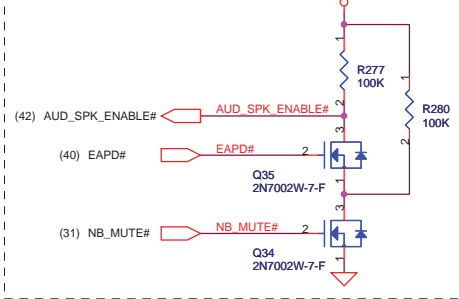 1
R277
100K
1
R280
100K
2
2
(42) AUD_SPK_ENABLE#
AUD_SPK_ENABLE#
3
(40) EAPD#
EAPD#
2
Q35
2N7002W-7-F
1
3
(31) NB_MUTE#
NB_MUTE#
2
Q34
2N7002W-7-F
1